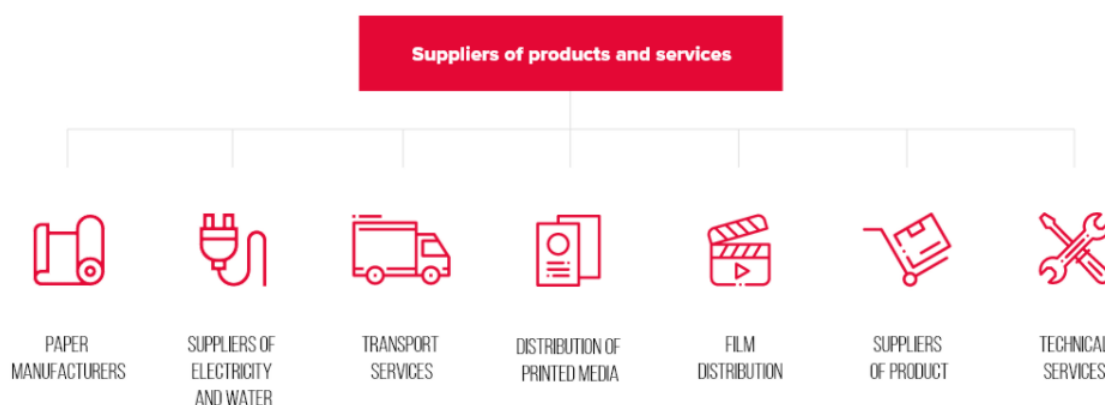 Suppliers of products and services
PAPER
MANUFACTURERS
SUPPLIERS OF
ELECTRICITY
AND WATER
TRANSPORT
SERVICES
DISTRIBUTION OF
PRINTED MEDIA
FILM
DISTRIBUTION
SUPPLIERS
OF PRODUCT
TECHNICAL
SERVICES